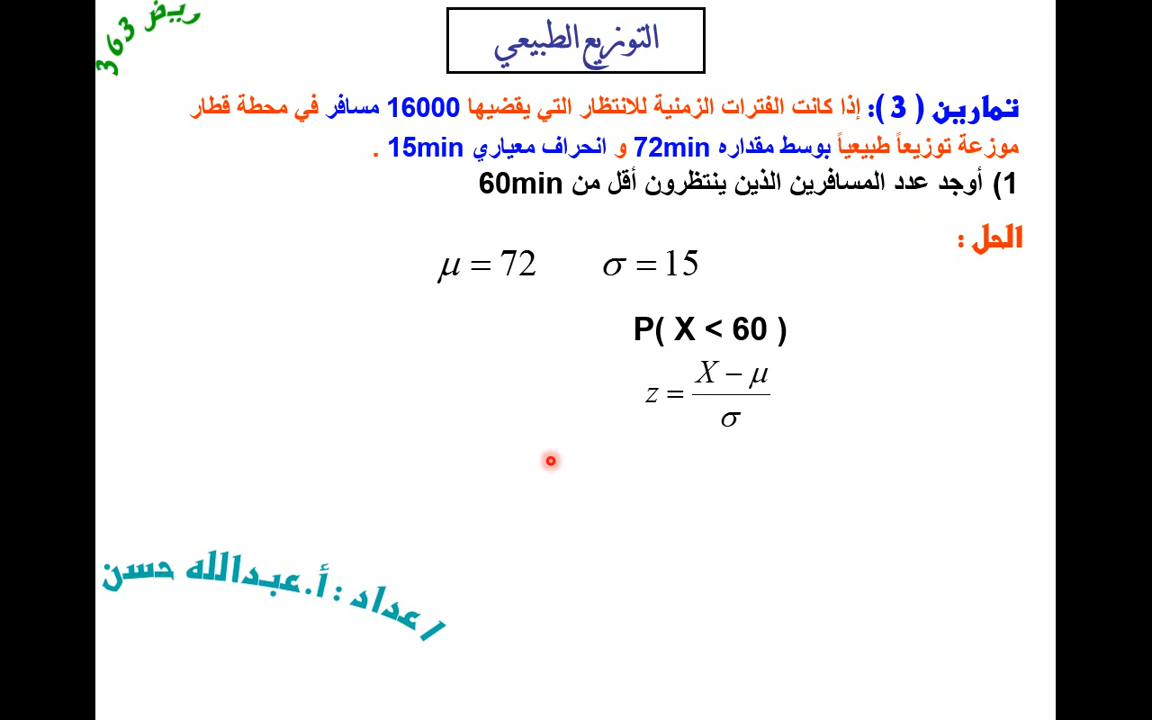 ريض 363
التوزيع الطبيعي
تمارين ( 3 ): إذا كانت الفترات الزمنية للانتظار التي يقضيها 16000 مسافر في محطة قطار
موزعة توزيعاً طبيعياً بوسط مقداره 72min و انحراف معياري 15min .
1) أوجد عدد المسافرين الذين ينتظرون أقل من 60min
الحل :
μ = 72 σ = 15
P( X < 60 )
z = (X − μ) / σ
اعداد : أ.عبدالله حسن